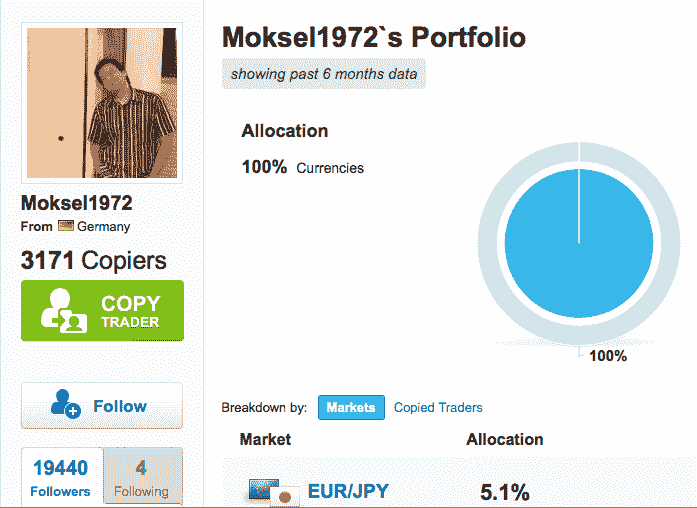 Moksel1972`s Portfolio
showing past 6 months data
Allocation
100% Currencies
100%
Moksel1972
From Germany
3171 Copiers
COPY
TRADER
Follow
19440
Followers
4
Following
Breakdown by: Markets Copied Traders
Market Allocation
EUR/JPY 5.1%